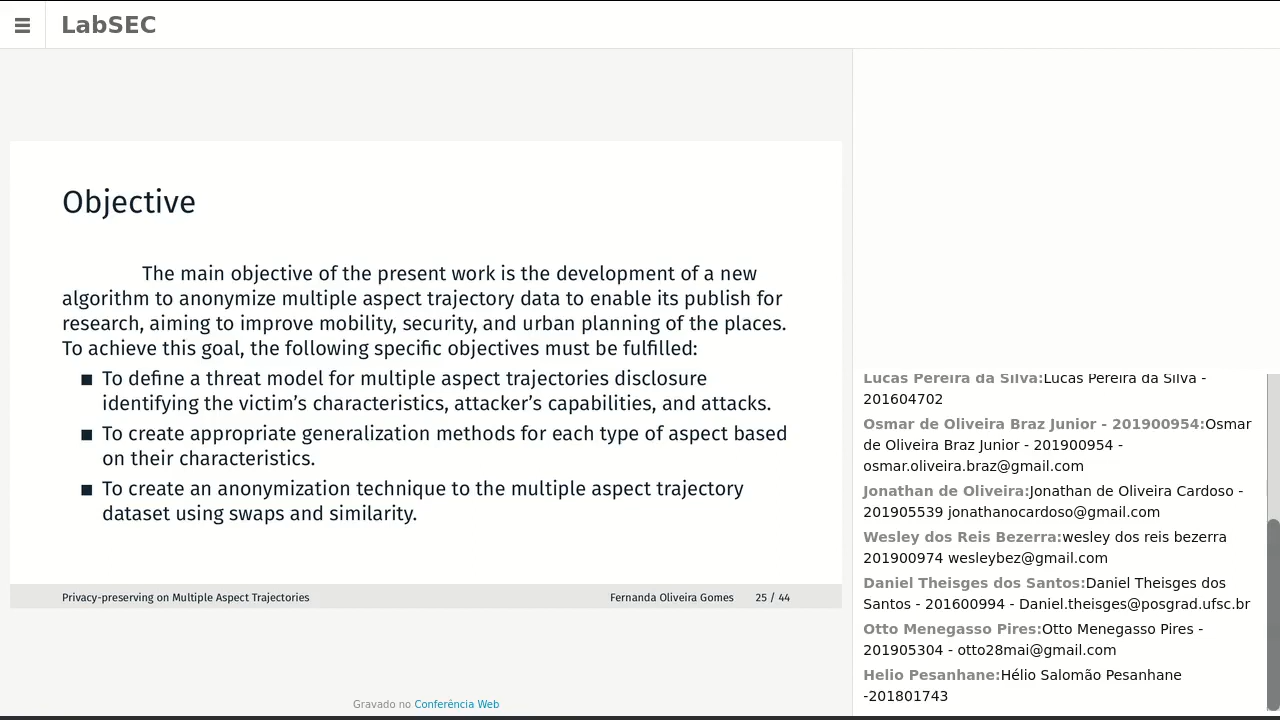 LabSEC
Objective
The main objective of the present work is the development of a new
algorithm to anonymize multiple aspect trajectory data to enable its publish for
research, aiming to improve mobility, security, and urban planning of the places.
To achieve this goal, the following specific objectives must be fulfilled:
■ To define a threat model for multiple aspect trajectories disclosure
identifying the victim's characteristics, attacker's capabilities, and attacks.
■ To create appropriate generalization methods for each type of aspect based
on their characteristics.
■ To create an anonymization technique to the multiple aspect trajectory
dataset using swaps and similarity.
Privacy-preserving on Multiple Aspect Trajectories
Fernanda Oliveira Gomes
25 / 44
Gravado no Conferência Web
Lucas Pereira da Silva:Lucas Pereira da Silva -
201604702
Osmar de Oliveira Braz Junior - 201900954:Osmar
de Oliveira Braz Junior - 201900954 -
osmar.oliveira.braz@gmail.com
Jonathan de Oliveira:Jonathan de Oliveira Cardoso -
201905539 jonathanocardoso@gmail.com
Wesley dos Reis Bezerra:wesley dos reis bezerra
201900974 wesleybez@gmail.com
Daniel Theisges dos Santos:Daniel Theisges dos
Santos - 201600994 - Daniel.theisges@posgrad.ufsc.br
Otto Menegasso Pires:Otto Menegasso Pires -
201905304 - otto28mai@gmail.com
Helio Pesanhane:Hélio Salomão Pesanhane
-201801743